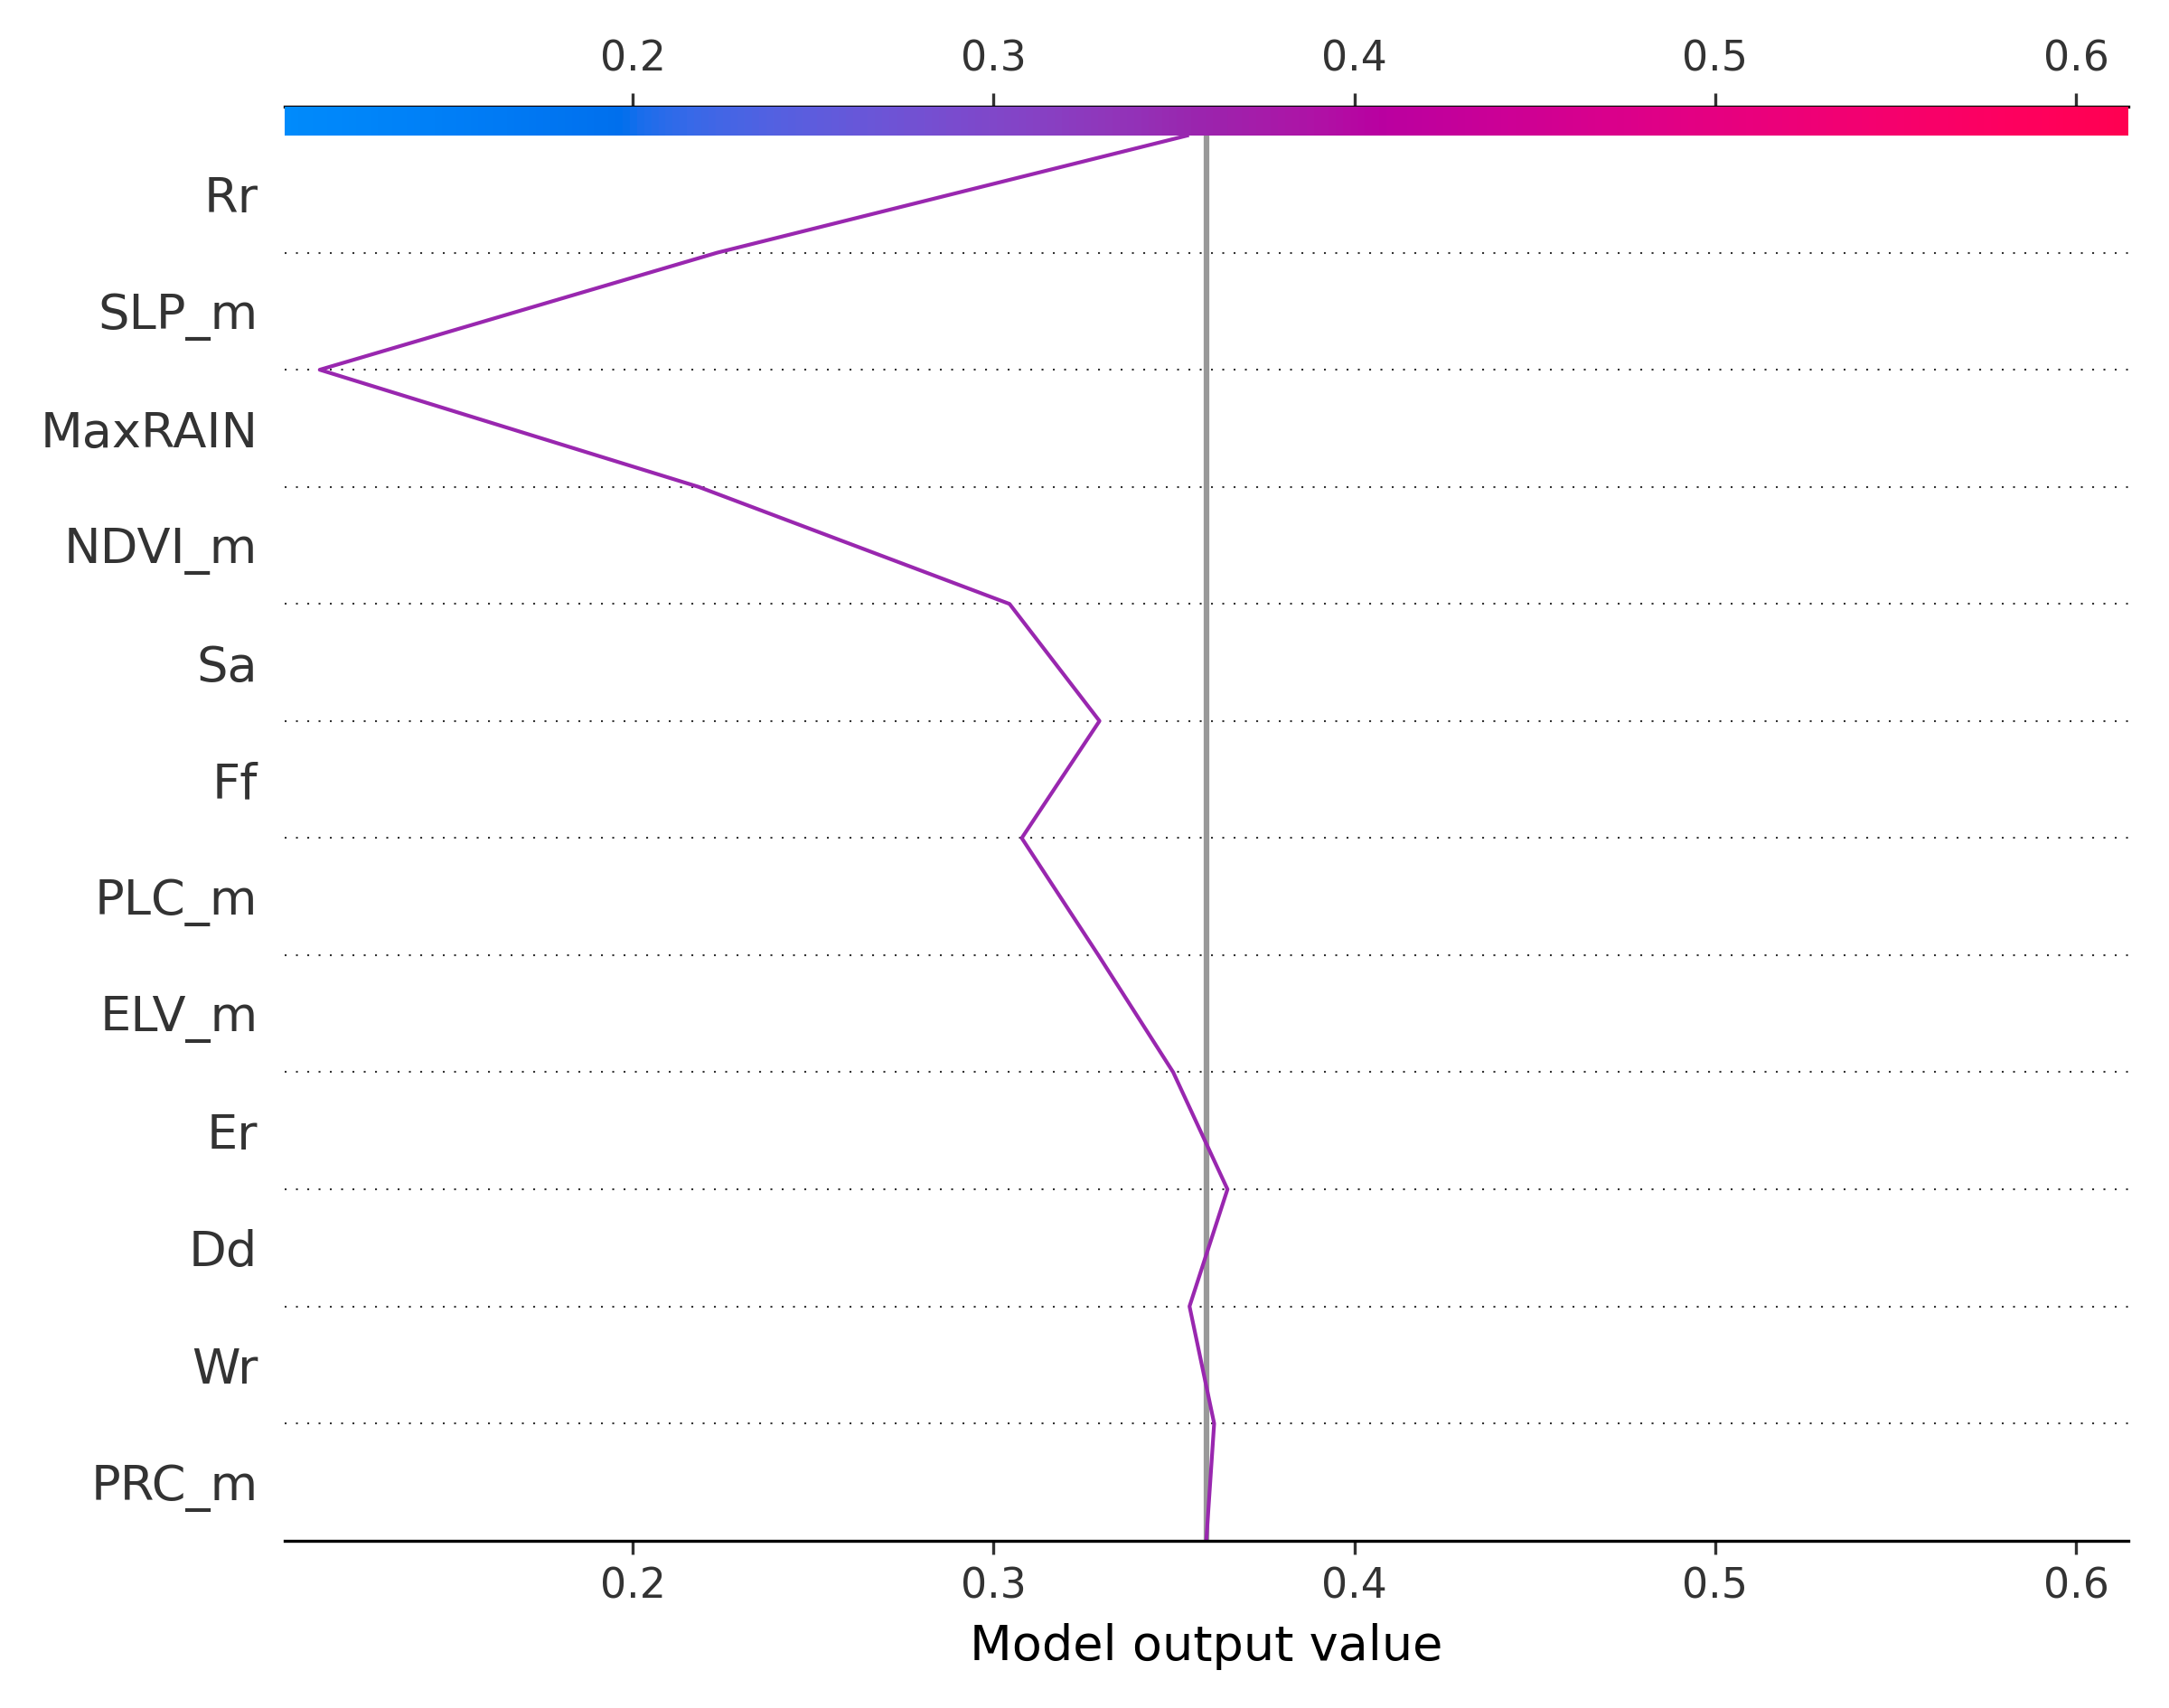 0.2 0.3 0.4 0.5 0.6
Rr
SLP_m
MaxRAIN
NDVI_m
Sa
Ff
PLC_m
ELV_m
Er
Dd
Wr
PRC_m
0.2 0.3 0.4 0.5 0.6
Model output value